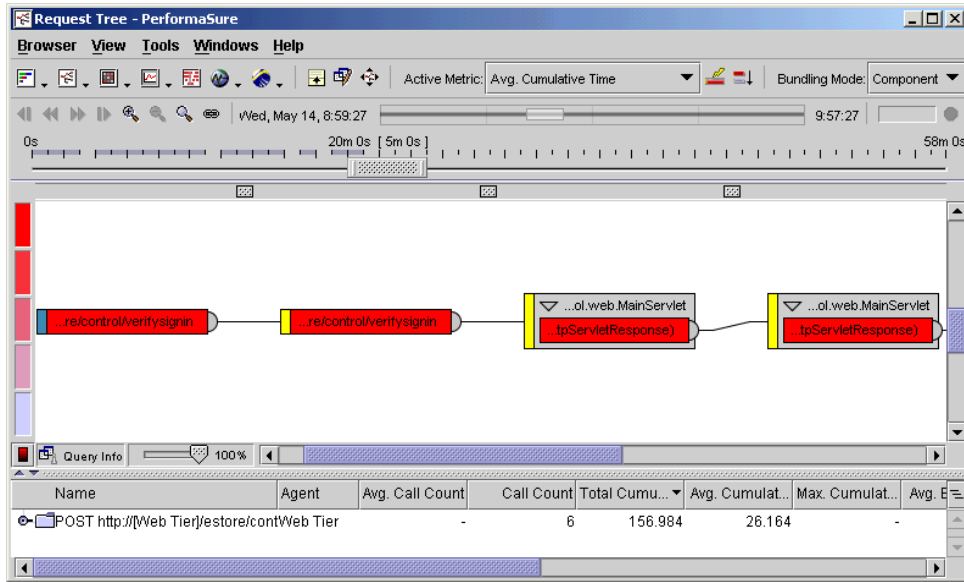 Request Tree - PerformaSure
Browser View Tools Windows Help
Active Metric: Avg. Cumulative Time Bundling Mode: Component
Wed, May 14, 8:59:27 9:57:27
0s 20m 0s [ 5m 0s ] 58m 0s
...ol.web.MainServlet ...ol.web.MainServlet
...re/control/verifysignin ...re/control/verifysignin ...tpServletResponse) ...tpServletResponse)
Query Info 100%
Name Agent Avg. Call Count Call Count Total Cumu... Avg. Cumulat... Max. Cumulat... Avg. E
POST http://[Web Tier]/estore/cont Web Tier - 6 156.984 26.164 -